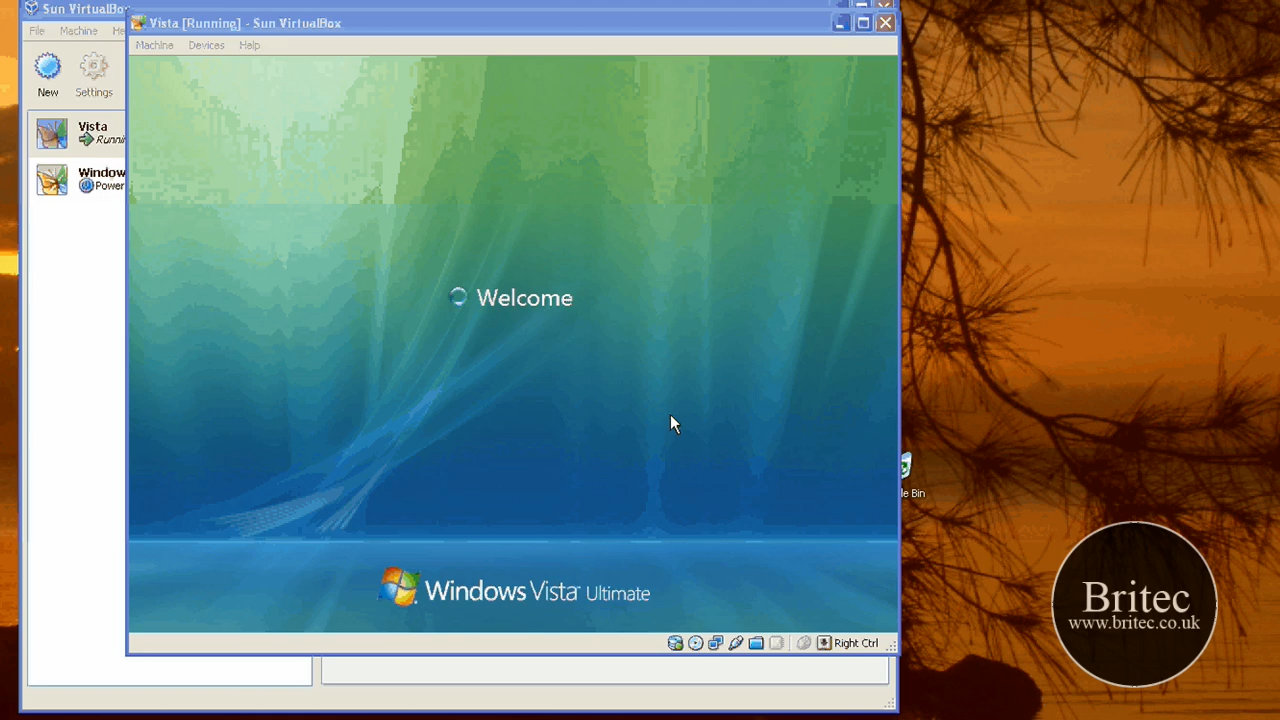 Sun VirtualBox
File Machine He
New Settings
Vista
Runni
Window
Power
Vista [Running] - Sun VirtualBox
Machine Devices Help
Welcome
Windows Vista Ultimate
Right Ctrl
le Bin
Britec
www.britec.co.uk